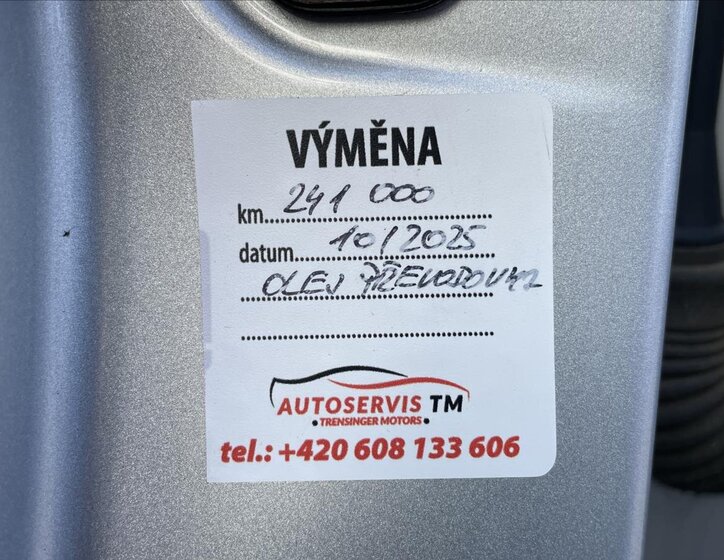 VÝMĚNA
km 241 000
datum 10/2025
OLEJ PŘEVODOVKA
AUTOSERVIS TM
• TRENSINGER MOTORS •
tel.: +420 608 133 606